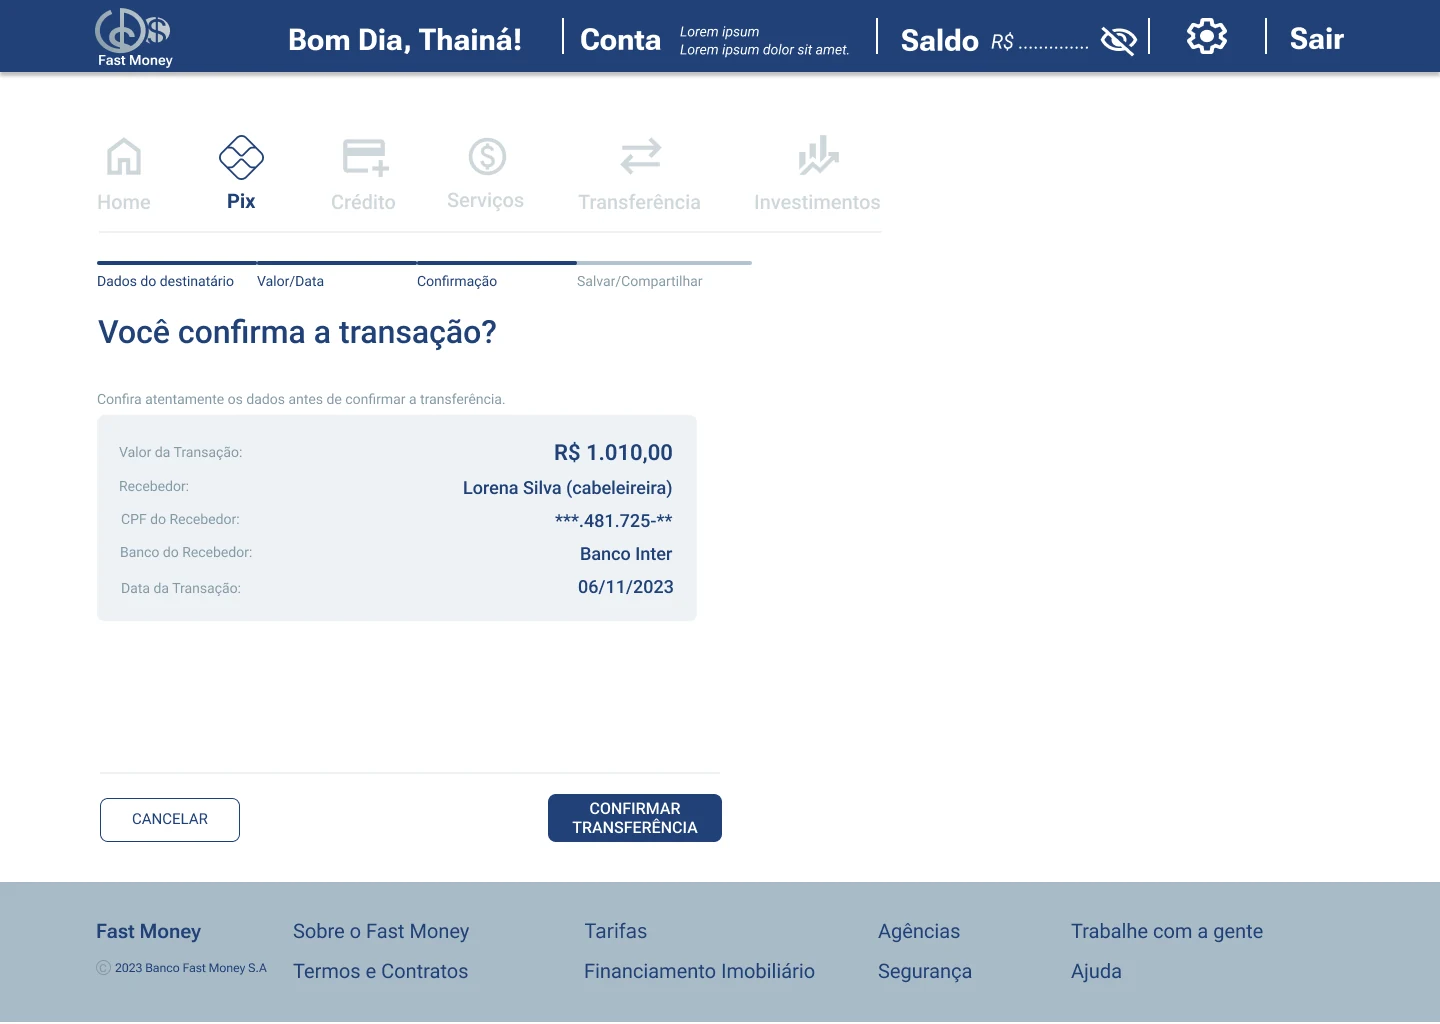 Fast Money
Bom Dia, Thainá!
Conta
Lorem ipsum
Lorem ipsum dolor sit amet.
Saldo R$ ..............
Sair
Home
Pix
Crédito
Serviços
Transferência
Investimentos
Dados do destinatário
Valor/Data
Confirmação
Salvar/Compartilhar
Você confirma a transação?
Confira atentamente os dados antes de confirmar a transferência.
Valor da Transação: R$ 1.010,00
Recebedor: Lorena Silva (cabeleireira)
CPF do Recebedor: ***.481.725-**
Banco do Recebedor: Banco Inter
Data da Transação: 06/11/2023
CANCELAR
CONFIRMAR
TRANSFERÊNCIA
Fast Money
© 2023 Banco Fast Money S.A
Sobre o Fast Money
Termos e Contratos
Tarifas
Financiamento Imobiliário
Agências
Segurança
Trabalhe com a gente
Ajuda